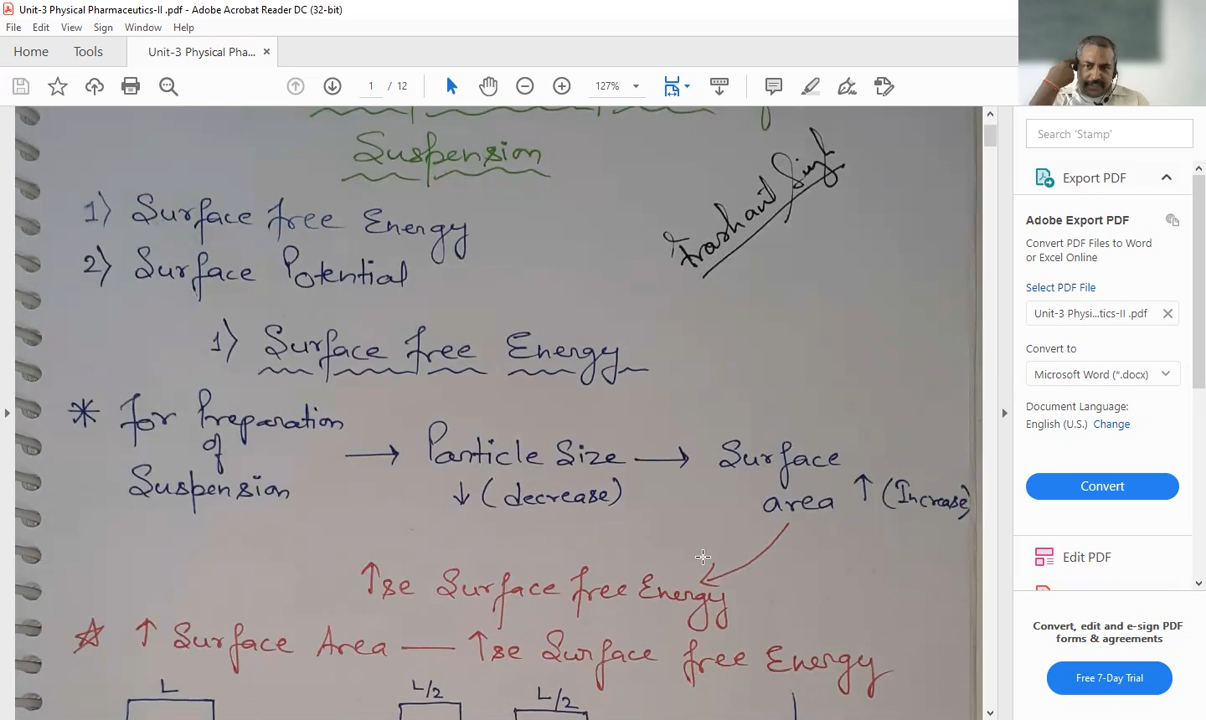 Unit-3 Physical Pharmaceutics-II .pdf - Adobe Acrobat Reader DC (32-bit)
File Edit View Sign Window Help
Home Tools Unit-3 Physical Pha... ×
1 / 12 127%
Suspension
Prashant Singh
1) Surface free Energy
2) Surface Potential
1) Surface free Energy
* for Preparation of Suspension → Particle Size ↓ (decrease) → Surface area ↑ (Increase)
↑se Surface free Energy
☆ ↑ Surface Area — ↑se Surface free Energy
L L/2 L/2
Search 'Stamp'
Export PDF
Adobe Export PDF
Convert PDF Files to Word
or Excel Online
Select PDF File
Unit-3 Physi...tics-II .pdf
Convert to
Microsoft Word (*.docx)
Document Language:
English (U.S.) Change
Convert
Edit PDF
Convert, edit and e-sign PDF
forms & agreements
Free 7-Day Trial